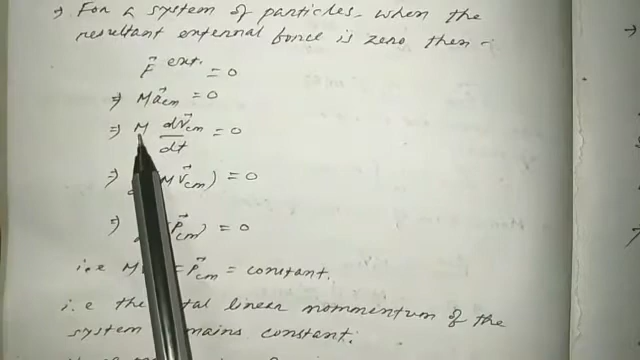 ⇒ For a system of particles, when the
resultant external force is zero then -
F⃗ ext. = 0
⇒ Ma⃗cm = 0
⇒ M dV⃗cm/dt = 0
⇒ MV⃗cm) = 0
⇒ P⃗cm) = 0
i.e M = P⃗cm = constant.
i.e the linear nommentum of the
system constant.